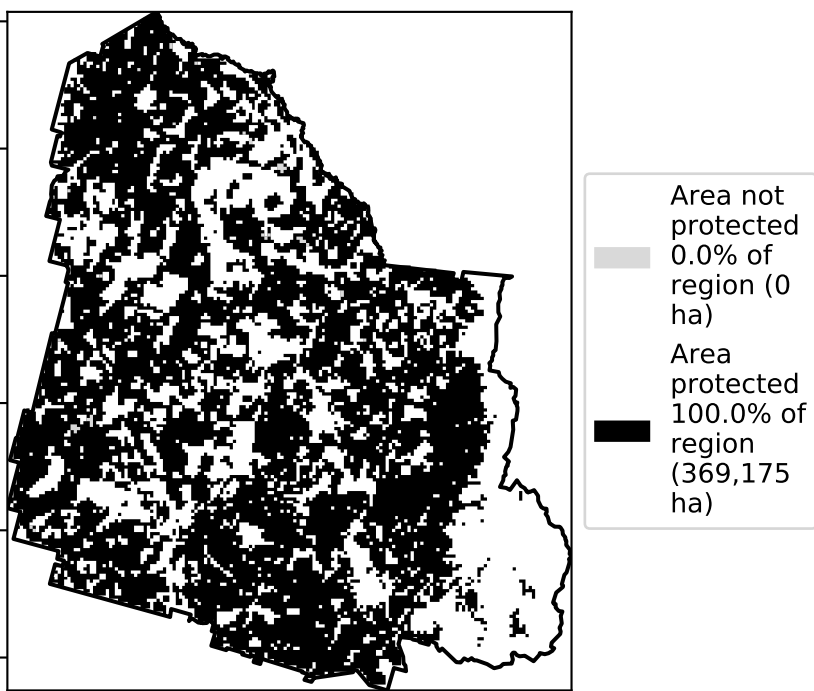 Area not
protected
0.0% of
region (0
ha)
Area
protected
100.0% of
region
(369,175
ha)